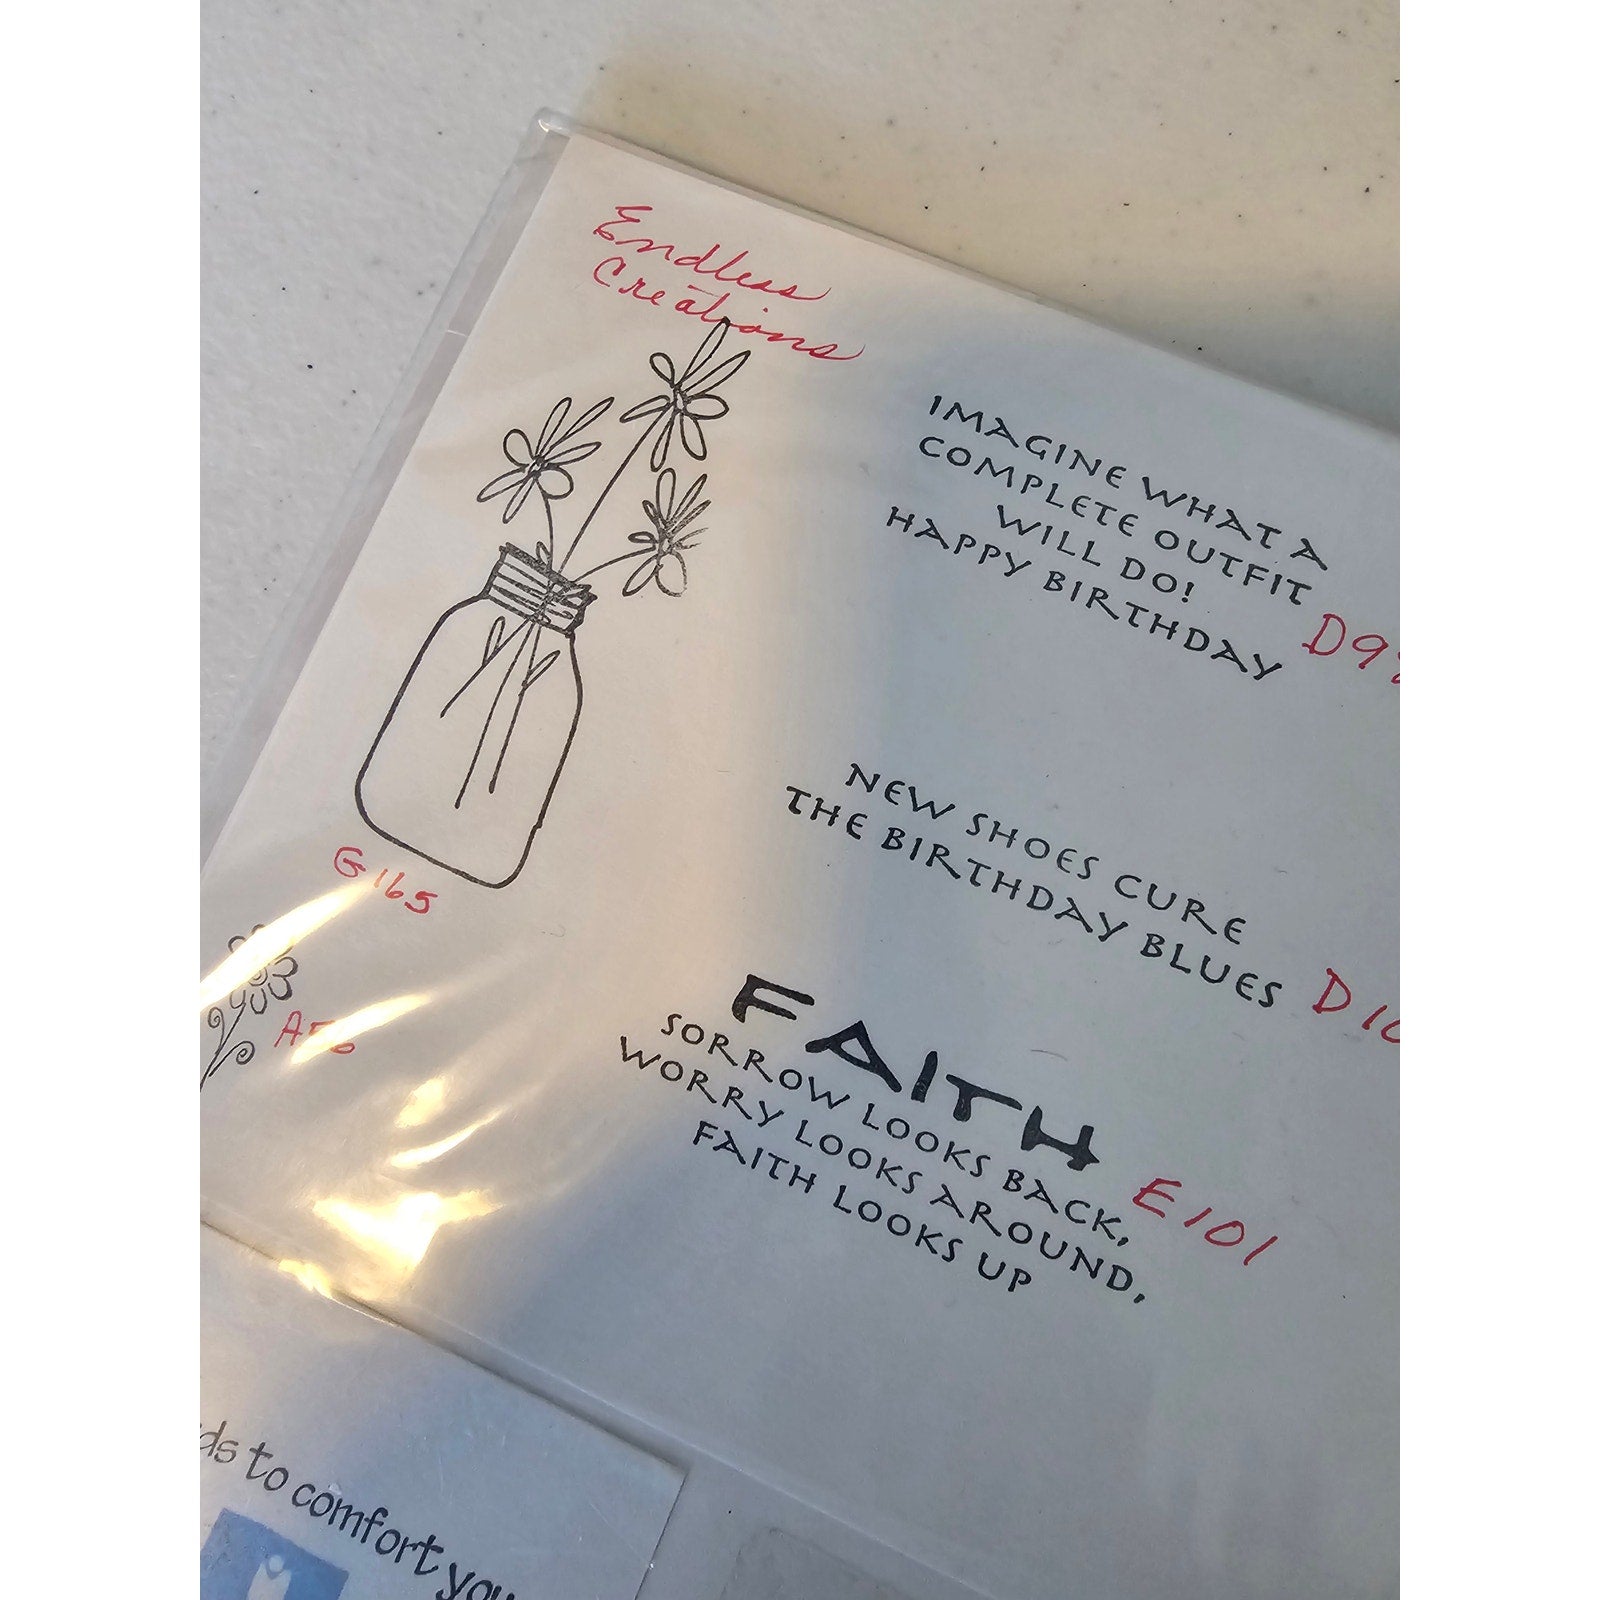 Endless
Creations
IMAGINE WHAT A
COMPLETE OUTFIT
WILL DO!
HAPPY BIRTHDAY
NEW SHOES CURE
THE BIRTHDAY BLUES
G165
FAITH
SORROW LOOKS BACK,
WORRY LOOKS AROUND,
FAITH LOOKS UP
E101
to comfort you